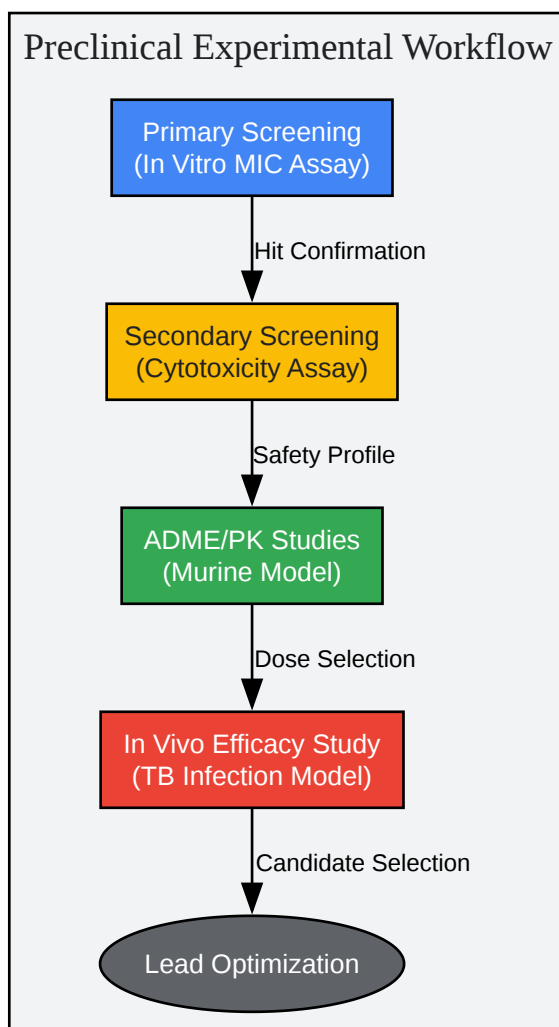 Preclinical Experimental Workflow
Primary Screening
(In Vitro MIC Assay)
Hit Confirmation
Secondary Screening
(Cytotoxicity Assay)
Safety Profile
ADME/PK Studies
(Murine Model)
Dose Selection
In Vivo Efficacy Study
(TB Infection Model)
Candidate Selection
Lead Optimization